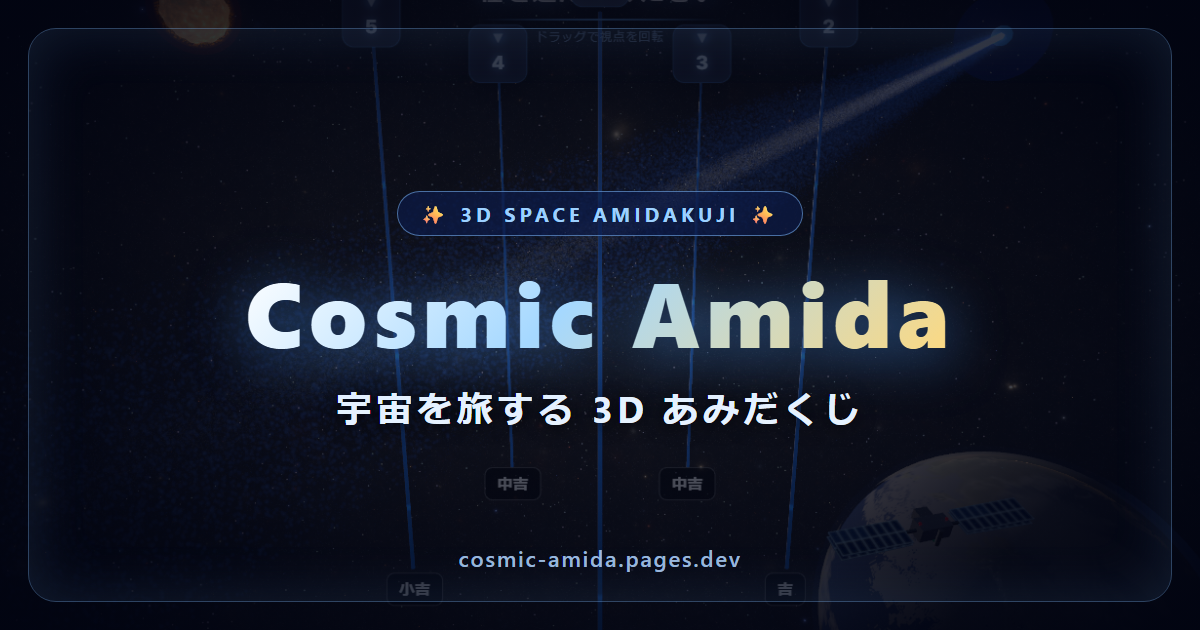 5
2
ドラッグで視点を回転
▼
▼
4
3
✨ 3D SPACE AMIDAKUJI ✨
Cosmic Amida
宇宙を旅する 3D あみだくじ
中吉
中吉
cosmic-amida.pages.dev
小吉
吉